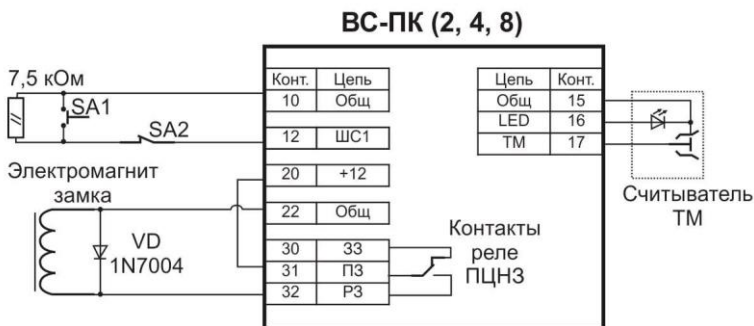 ВС-ПК (2, 4, 8)
7,5 кОм
SA1
SA2
Конт. Цепь
10 Общ
12 ШС1
20 +12
22 Общ
30 ЗЗ
31 ПЗ
32 РЗ
Цепь Конт.
Общ 15
LED 16
ТМ 17
Электромагнит
замка
VD
1N7004
Контакты
реле
ПЦН3
Считыватель
ТМ